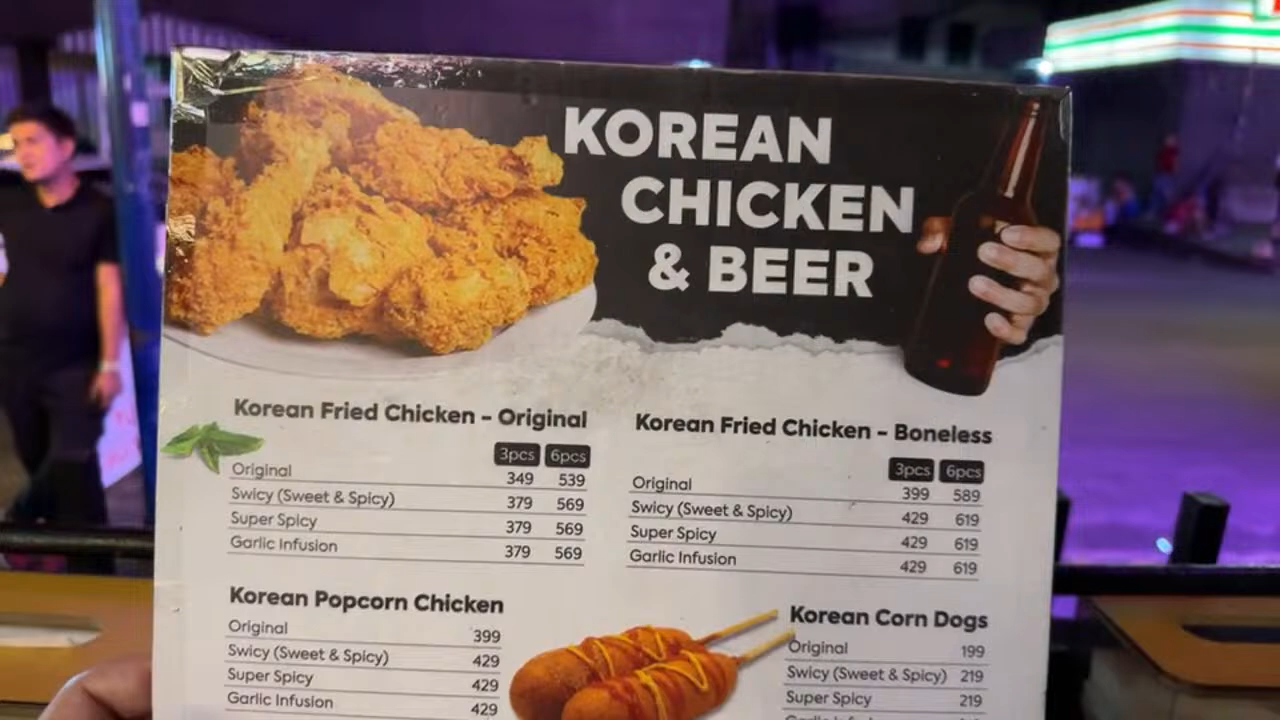 KOREAN
CHICKEN
& BEER
Korean Fried Chicken - Original
3pcs 6pcs
Original 349 539
Swicy (Sweet & Spicy) 379 569
Super Spicy 379 569
Garlic Infusion 379 569
Korean Fried Chicken - Boneless
3pcs 6pcs
Original 399 589
Swicy (Sweet & Spicy) 429 619
Super Spicy 429 619
Garlic Infusion 429 619
Korean Popcorn Chicken
Original 399
Swicy (Sweet & Spicy) 429
Super Spicy 429
Garlic Infusion 429
Korean Corn Dogs
Original 199
Swicy (Sweet & Spicy) 219
Super Spicy 219